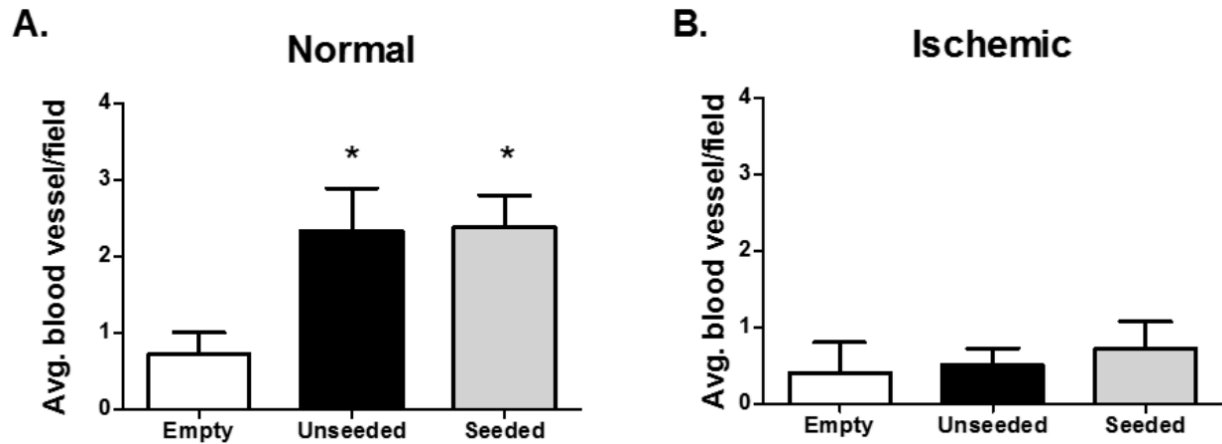 A.
Normal
Avg. blood vessel/field
4
3
2
1
0
* *
Empty Unseeded Seeded
B.
Ischemic
Avg. blood vessel/field
4
3
2
1
0
Empty Unseeded Seeded